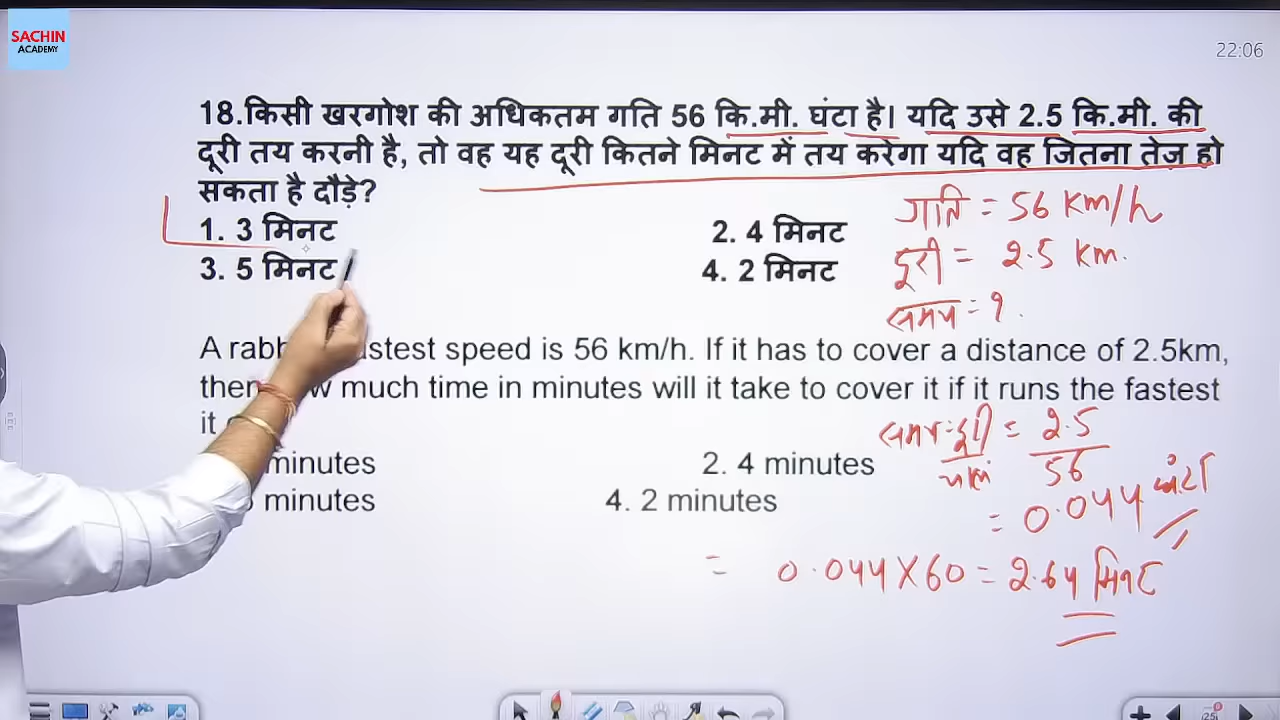 SACHIN
ACADEMY
22:06
18.किसी खरगोश की अधिकतम गति 56 कि.मी. घंटा है। यदि उसे 2.5 कि.मी. की
दूरी तय करनी है, तो वह यह दूरी कितने मिनट में तय करेगा यदि वह जितना तेज़ हो
सकता है दौड़े?
1. 3 मिनट
2. 4 मिनट
3. 5 मिनट
4. 2 मिनट
गति = 56 Km/h
दूरी = 2.5 Km.
समय = ?
A rabb astest speed is 56 km/h. If it has to cover a distance of 2.5km,
then w much time in minutes will it take to cover it if it runs the fastest
it
minutes
2. 4 minutes
minutes
4. 2 minutes
समय = दूरी = 2.5
56
= 0.044 घंटा
= 0.044 X 60 = 2.64 मिनट